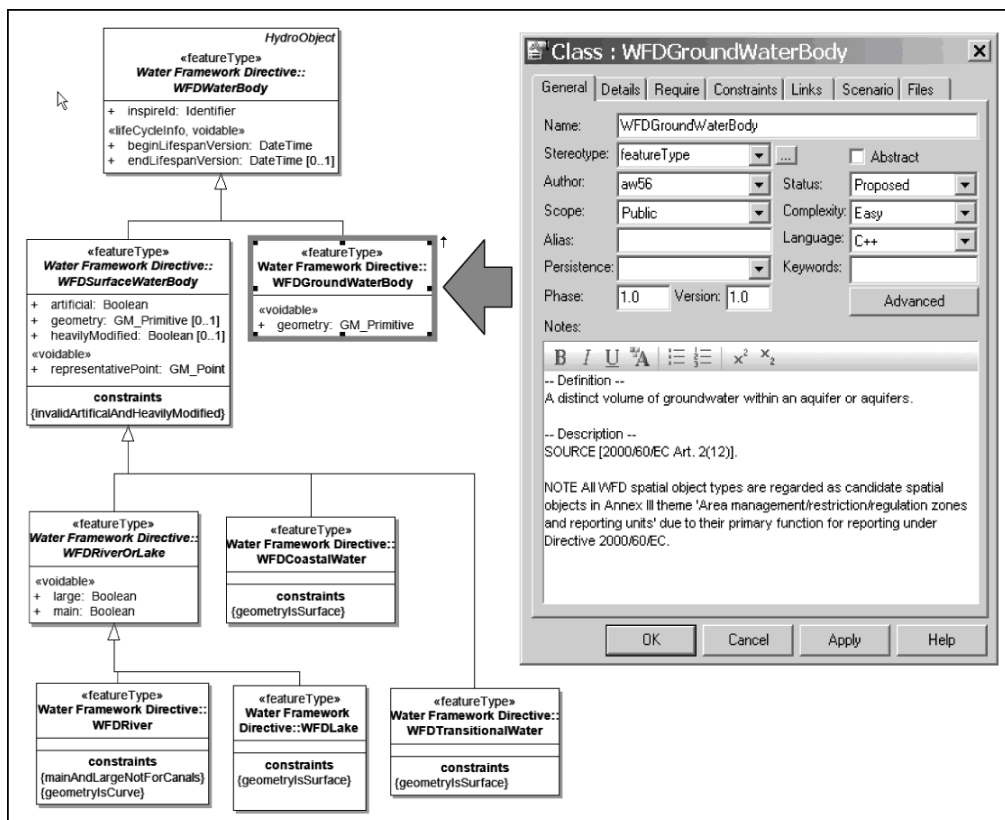 HydroObject
«featureType»
Water Framework Directive::
WFDWaterBody
+ inspireId: Identifier
«lifeCycleInfo, voidable»
+ beginLifespanVersion: DateTime
+ endLifespanVersion: DateTime [0..1]
«featureType»
Water Framework Directive::
WFDSurfaceWaterBody
+ artificial: Boolean
+ geometry: GM_Primitive [0..1]
+ heavilyModified: Boolean [0..1]
«voidable»
+ representativePoint: GM_Point
constraints
{invalidArtificalAndHeavilyModified}
«featureType»
Water Framework Directive::
WFDGroundWaterBody
«voidable»
+ geometry: GM_Primitive
«featureType»
Water Framework Directive::
WFDRiverOrLake
«voidable»
+ large: Boolean
+ main: Boolean
«featureType»
Water Framework Directive::
WFDCoastalWater
constraints
{geometryIsSurface}
«featureType»
Water Framework Directive::
WFDRiver
constraints
{mainAndLargeNotForCanals}
{geometryIsCurve}
«featureType»
Water Framework
Directive::WFDLake
constraints
{geometryIsSurface}
«featureType»
Water Framework Directive::
WFDTransitionalWater
constraints
{geometryIsSurface}
Class : WFDGroundWaterBody
General Details Require Constraints Links Scenario Files
Name: WFDGroundWaterBody
Stereotype: featureType ... Abstract
Author: aw56 Status: Proposed
Scope: Public Complexity: Easy
Alias: Language: C++
Persistence: Keywords:
Phase: 1.0 Version: 1.0 Advanced
Notes:
B I U A x² x₂
-- Definition --
A distinct volume of groundwater within an aquifer or aquifers.
-- Description --
SOURCE [2000/60/EC Art. 2(12)].
NOTE All WFD spatial object types are regarded as candidate spatial
objects in Annex III theme 'Area management/restriction/regulation zones
and reporting units' due to their primary function for reporting under
Directive 2000/60/EC.
OK Cancel Apply Help